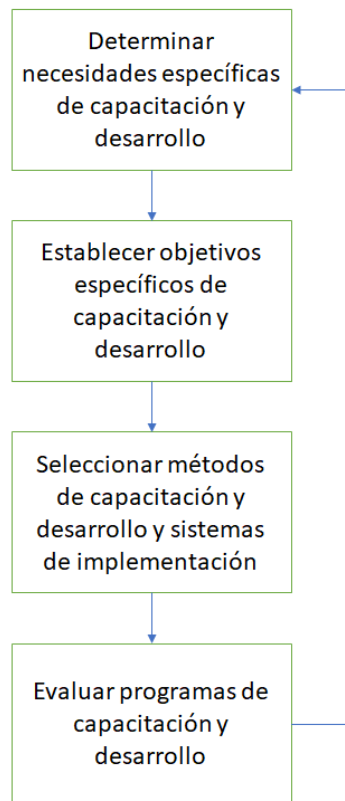 Determinar
necesidades específicas
de capacitación y
desarrollo
Establecer objetivos
específicos de
capacitación y
desarrollo
Seleccionar métodos
de capacitación y
desarrollo y sistemas
de implementación
Evaluar programas de
capacitación y
desarrollo